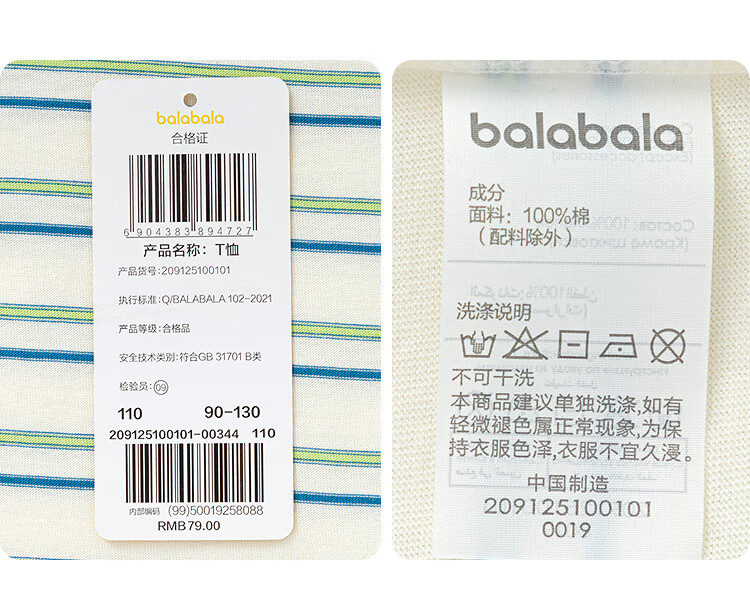 balabala
合格证
6 904383 894727
产品名称：T恤
产品货号：209125100101
执行标准：Q/BALABALA 102-2021
产品等级：合格品
安全技术类别：符合GB 31701 B类
检验员：09
110 90-130
209125100101-00344 110
内部编码 (99)50019258088
RMB79.00
balabala
成分
面料：100%棉
（配料除外）
洗涤说明
不可干洗
本商品建议单独洗涤,如有
轻微褪色属正常现象,为保
持衣服色泽,衣服不宜久漫。
中国制造
209125100101
0019